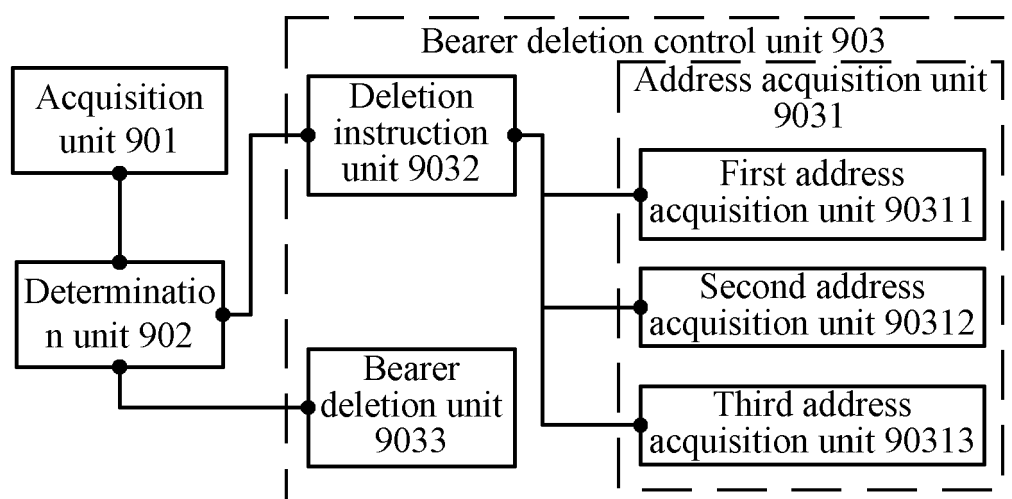 Bearer deletion control unit 903
Acquisition
unit 901
Deletion
instruction
unit 9032
Address acquisition unit
9031
First address
acquisition unit 90311
Determinatio
n unit 902
Second address
acquisition unit 90312
Bearer
deletion unit
9033
Third address
acquisition unit 90313